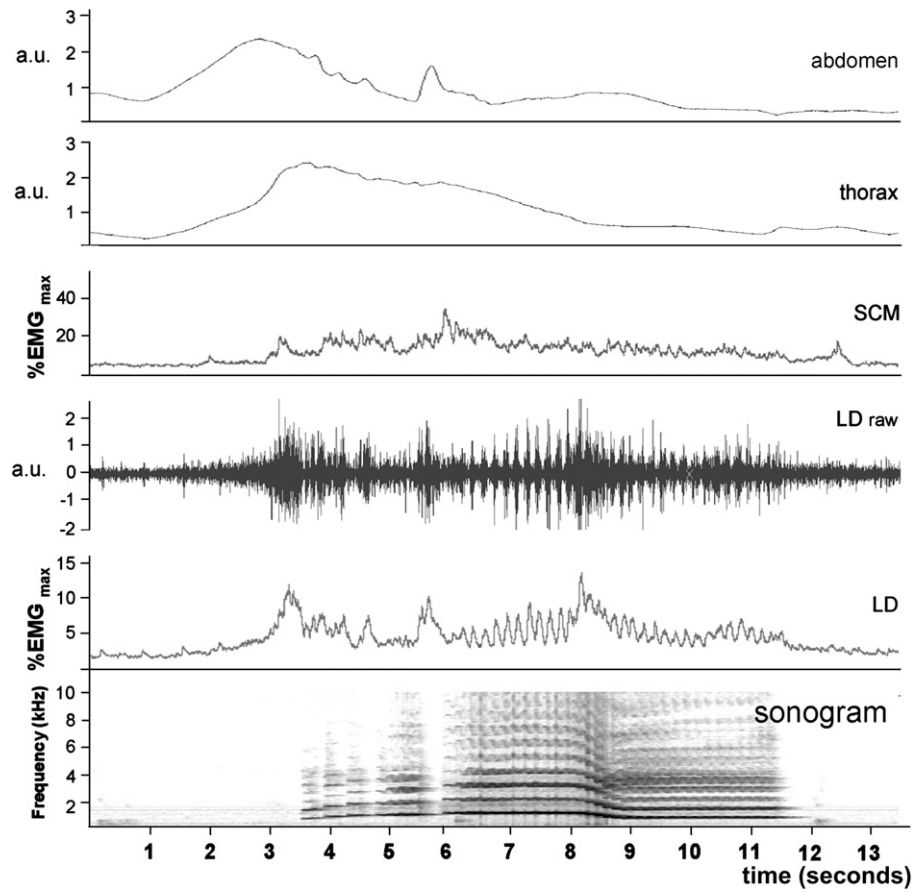 3
2
1
a.u.
abdomen
3
2
1
a.u.
thorax
40
20
%EMG max
SCM
2
1
0
-1
-2
a.u.
LD raw
15
10
5
%EMG max
LD
10
8
6
4
2
Frequency (kHz)
sonogram
1 2 3 4 5 6 7 8 9 10 11 12 13
time (seconds)